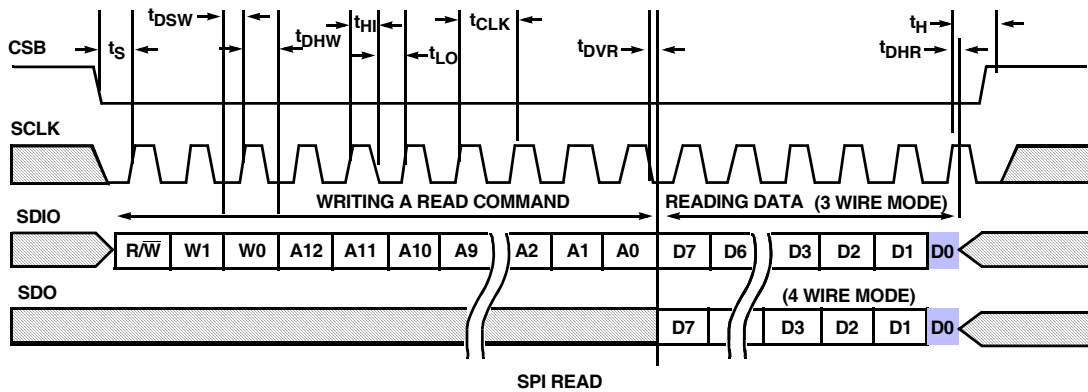 tDSW tHI tCLK tH
CSB tS tDHW tLO tDVR tDHR
SCLK
WRITING A READ COMMAND READING DATA (3 WIRE MODE)
SDIO
R/W̅ W1 W0 A12 A11 A10 A9 A2 A1 A0 D7 D6 D3 D2 D1 D0
SDO (4 WIRE MODE)
D7 D3 D2 D1 D0
SPI READ